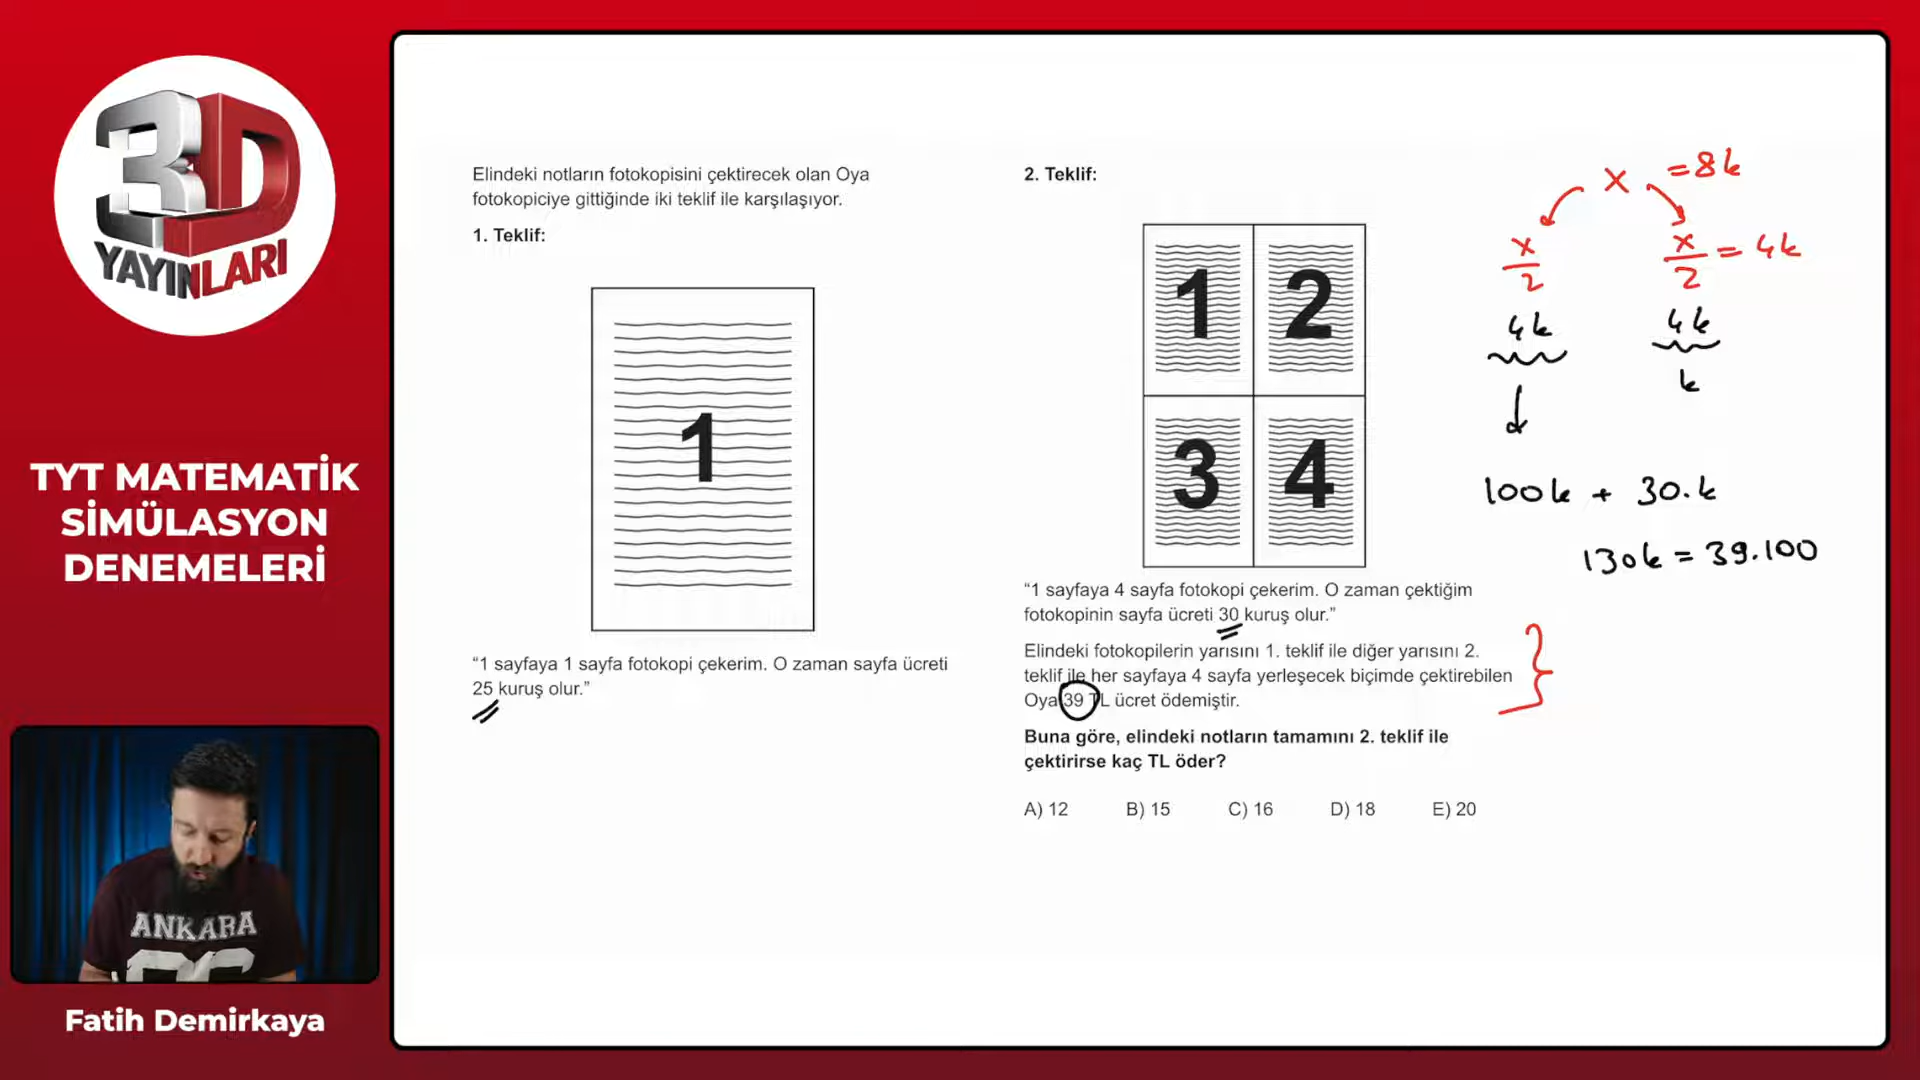 3D
YAYINLARI
TYT MATEMATİK
SİMÜLASYON
DENEMELERİ
ANKARA
Fatih Demirkaya
Elindeki notların fotokopisini çektirecek olan Oya
fotokopiciye gittiğinde iki teklif ile karşılaşıyor.
1. Teklif:
1
“1 sayfaya 1 sayfa fotokopi çekerim. O zaman sayfa ücreti
25 kuruş olur.”
2. Teklif:
1 2
3 4
“1 sayfaya 4 sayfa fotokopi çekerim. O zaman çektiğim
fotokopinin sayfa ücreti 30 kuruş olur.”
Elindeki fotokopilerin yarısını 1. teklif ile diğer yarısını 2.
teklif ile her sayfaya 4 sayfa yerleşecek biçimde çektirebilen
Oya 39 TL ücret ödemiştir.
Buna göre, elindeki notların tamamını 2. teklif ile
çektirirse kaç TL öder?
A) 12 B) 15 C) 16 D) 18 E) 20
x = 8k
x/2 x/2 = 4k
4k 4k
k
100k + 30.k
130k = 39.100